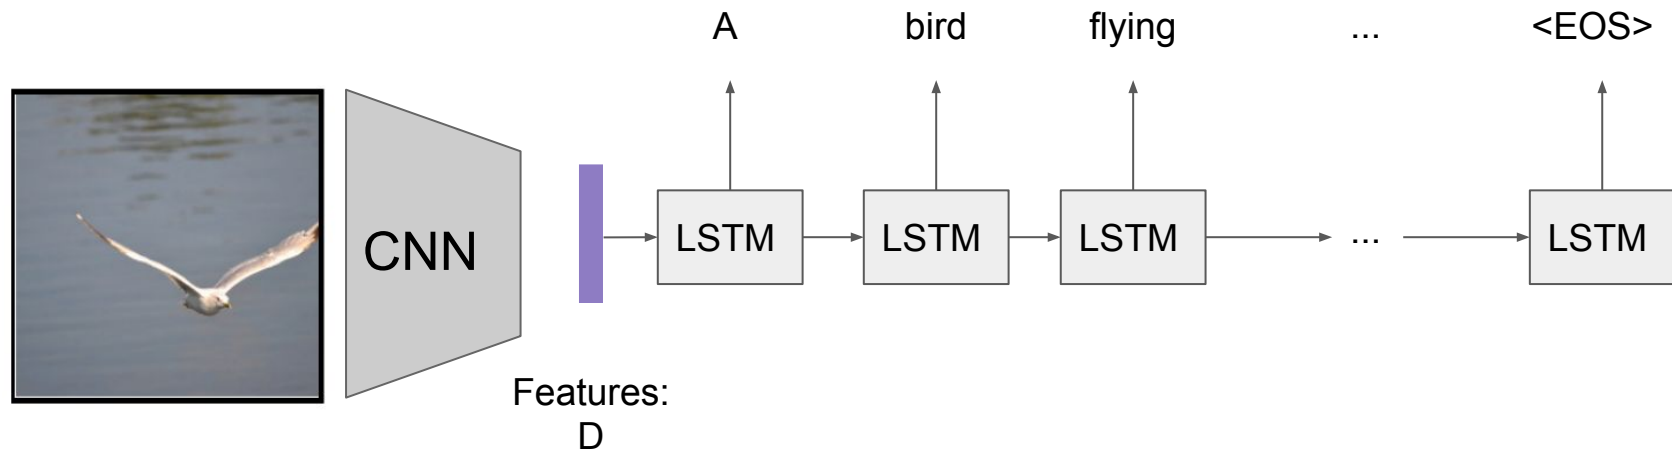 A bird flying ... <EOS>
CNN LSTM LSTM LSTM ... LSTM
Features:
D